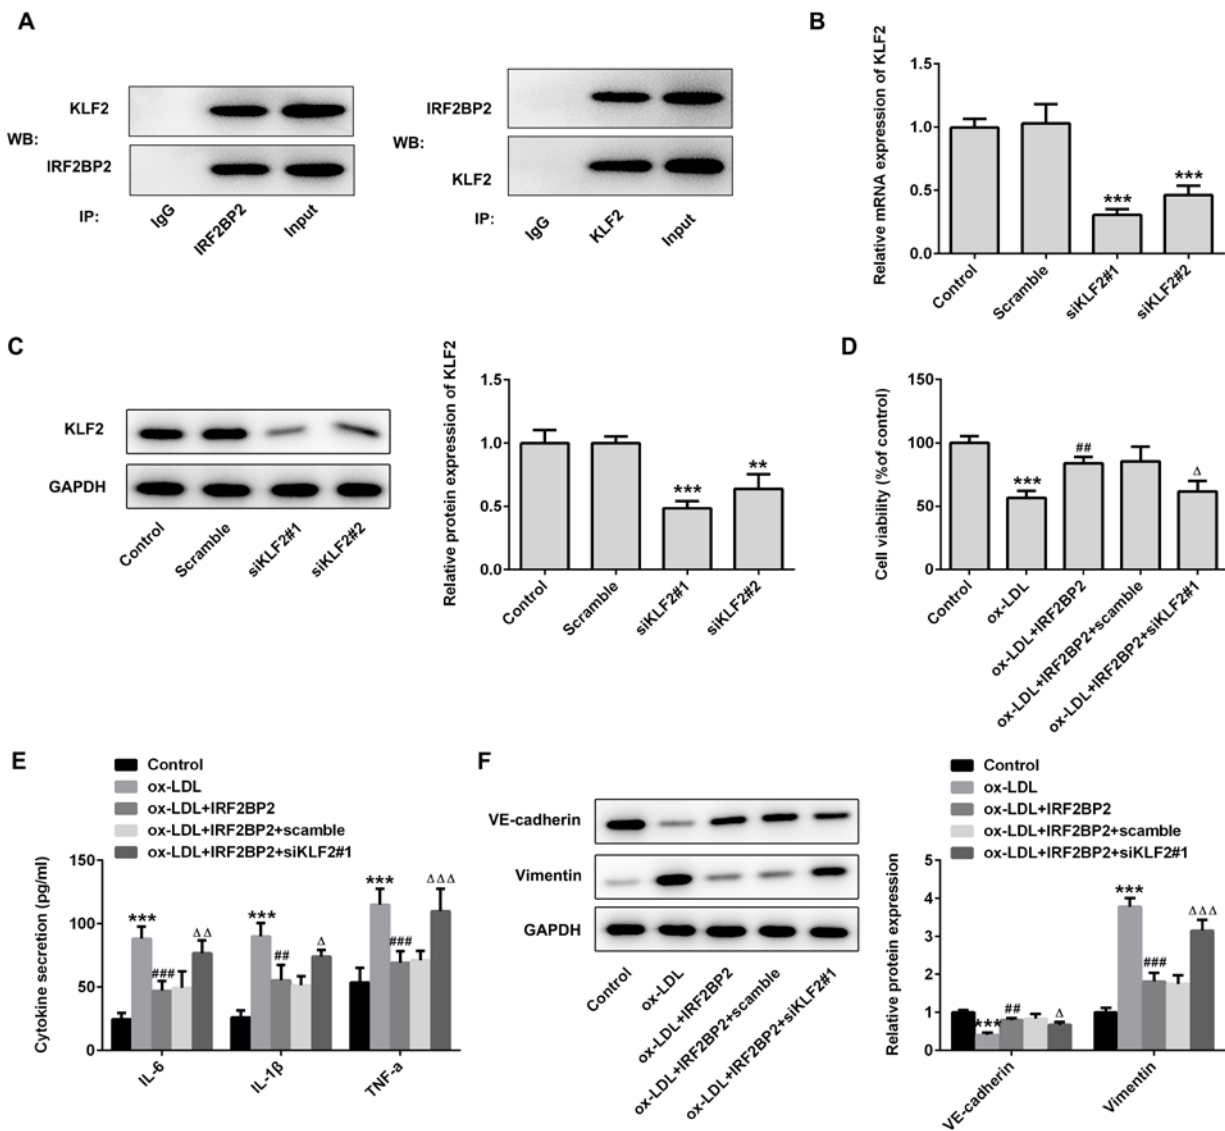 A
WB:
KLF2
IRF2BP2
IP:
IgG
IRF2BP2
Input
WB:
IRF2BP2
KLF2
IP:
IgG
KLF2
Input
B
Relative mRNA expression of KLF2
1.5
1.0
0.5
0.0
***
***
Control
Scramble
siKLF2#1
siKLF2#2
C
KLF2
GAPDH
Control
Scramble
siKLF2#1
siKLF2#2
Relative protein expression of KLF2
1.5
1.0
0.5
0.0
***
**
Control
Scramble
siKLF2#1
siKLF2#2
D
Cell viability (%of control)
150
100
50
0
***
##
Δ
Control
ox-LDL
ox-LDL+IRF2BP2
ox-LDL+IRF2BP2+scamble
ox-LDL+IRF2BP2+siKLF2#1
E
Control
ox-LDL
ox-LDL+IRF2BP2
ox-LDL+IRF2BP2+scamble
ox-LDL+IRF2BP2+siKLF2#1
Cytokine secretion (pg/ml)
150
100
50
0
***
###
ΔΔ
***
##
Δ
***
###
ΔΔΔ
IL-6
IL-1β
TNF-a
F
VE-cadherin
Vimentin
GAPDH
Control
ox-LDL
ox-LDL+IRF2BP2
ox-LDL+IRF2BP2+scamble
ox-LDL+IRF2BP2+siKLF2#1
Control
ox-LDL
ox-LDL+IRF2BP2
ox-LDL+IRF2BP2+scamble
ox-LDL+IRF2BP2+siKLF2#1
Relative protein expression
5
4
3
2
1
0
***
##
Δ
***
###
ΔΔΔ
VE-cadherin
Vimentin